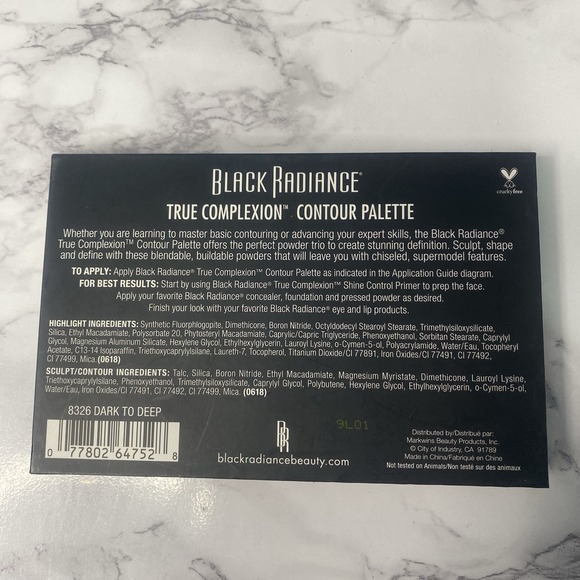 BLACK RADIANCE®
cruelty free
TRUE COMPLEXION™ CONTOUR PALETTE
Whether you are learning to master basic contouring or advancing your expert skills, the Black Radiance®
True Complexion™ Contour Palette offers the perfect powder trio to create stunning definition. Sculpt, shape
and define with these blendable, buildable powders that will leave you with chiseled, supermodel features.
TO APPLY: Apply Black Radiance® True Complexion™ Contour Palette as indicated in the Application Guide diagram.
FOR BEST RESULTS: Start by using Black Radiance® True Complexion™ Shine Control Primer to prep the face.
Apply your favorite Black Radiance® concealer, foundation and pressed powder as desired.
Finish your look with your favorite Black Radiance® eye and lip products.
HIGHLIGHT INGREDIENTS: Synthetic Fluorphlogopite, Dimethicone, Boron Nitride, Octyldodecyl Stearoyl Stearate, Trimethylsiloxysilicate,
Silica, Ethyl Macadamiate, Polysorbate 20, Phytosteryl Macadamiate, Caprylic/Capric Triglyceride, Phenoxyethanol, Sorbitan Stearate, Caprylyl
Glycol, Magnesium Aluminum Silicate, Hexylene Glycol, Ethylhexylglycerin, Lauroyl Lysine, o-Cymen-5-ol, Polyacrylamide, Water/Eau, Tocopheryl
Acetate, C13-14 Isoparaffin, Triethoxycaprylylsilane, Laureth-7, Tocopherol, Titanium Dioxide/CI 77891, Iron Oxides/CI 77491, CI 77492,
CI 77499, Mica.(0618)
SCULPT/CONTOUR INGREDIENTS: Talc, Silica, Boron Nitride, Ethyl Macadamiate, Magnesium Myristate, Dimethicone, Lauroyl Lysine,
Triethoxycaprylylsilane, Phenoxyethanol, Trimethylsiloxysilicate, Caprylyl Glycol, Polybutene, Hexylene Glycol, Ethylhexylglycerin, o-Cymen-5-ol,
Water/Eau, Iron Oxides/CI 77491, CI 77492, CI 77499, Mica. (0618)
8326 DARK TO DEEP
0 77802 64752 8
BR
blackradiancebeauty.com
9L01
Distributed by/Distribué par:
Markwins Beauty Products, Inc.
© City of Industry, CA 91789
Made in China/Fabriqué en Chine
Not tested on Animals/Non testé sur des animaux